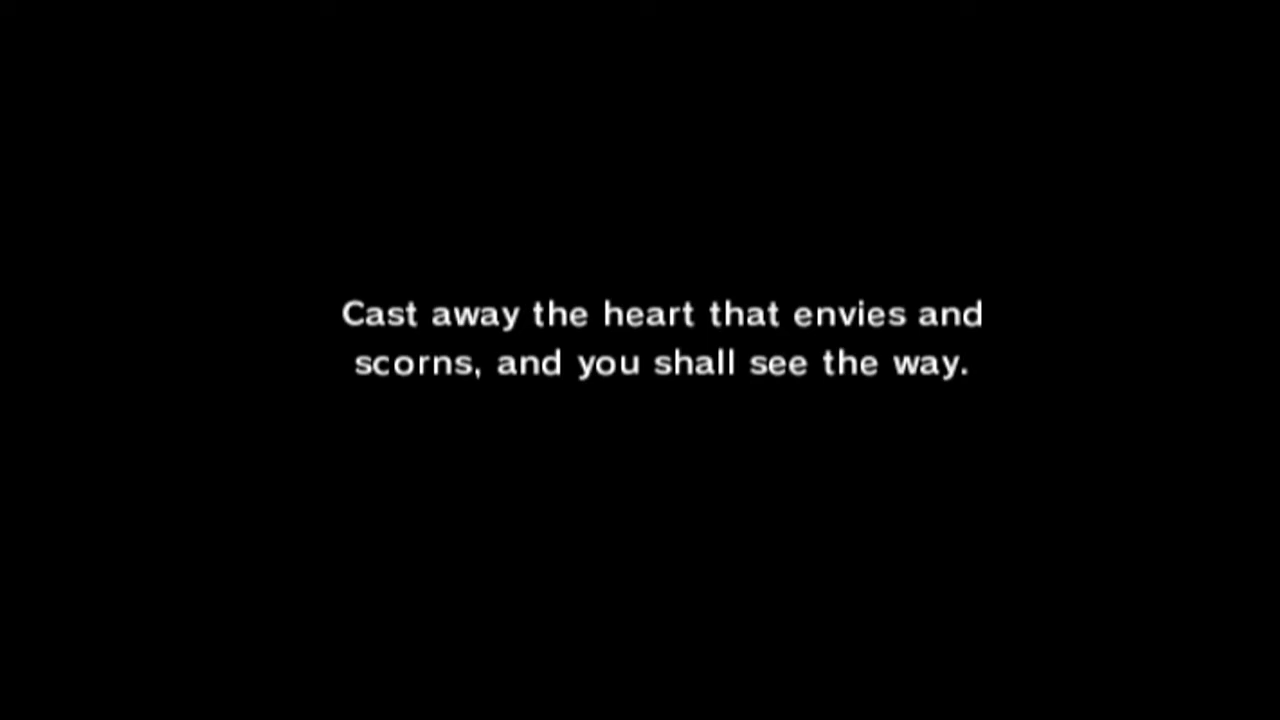 Cast away the heart that envies and
scorns, and you shall see the way.